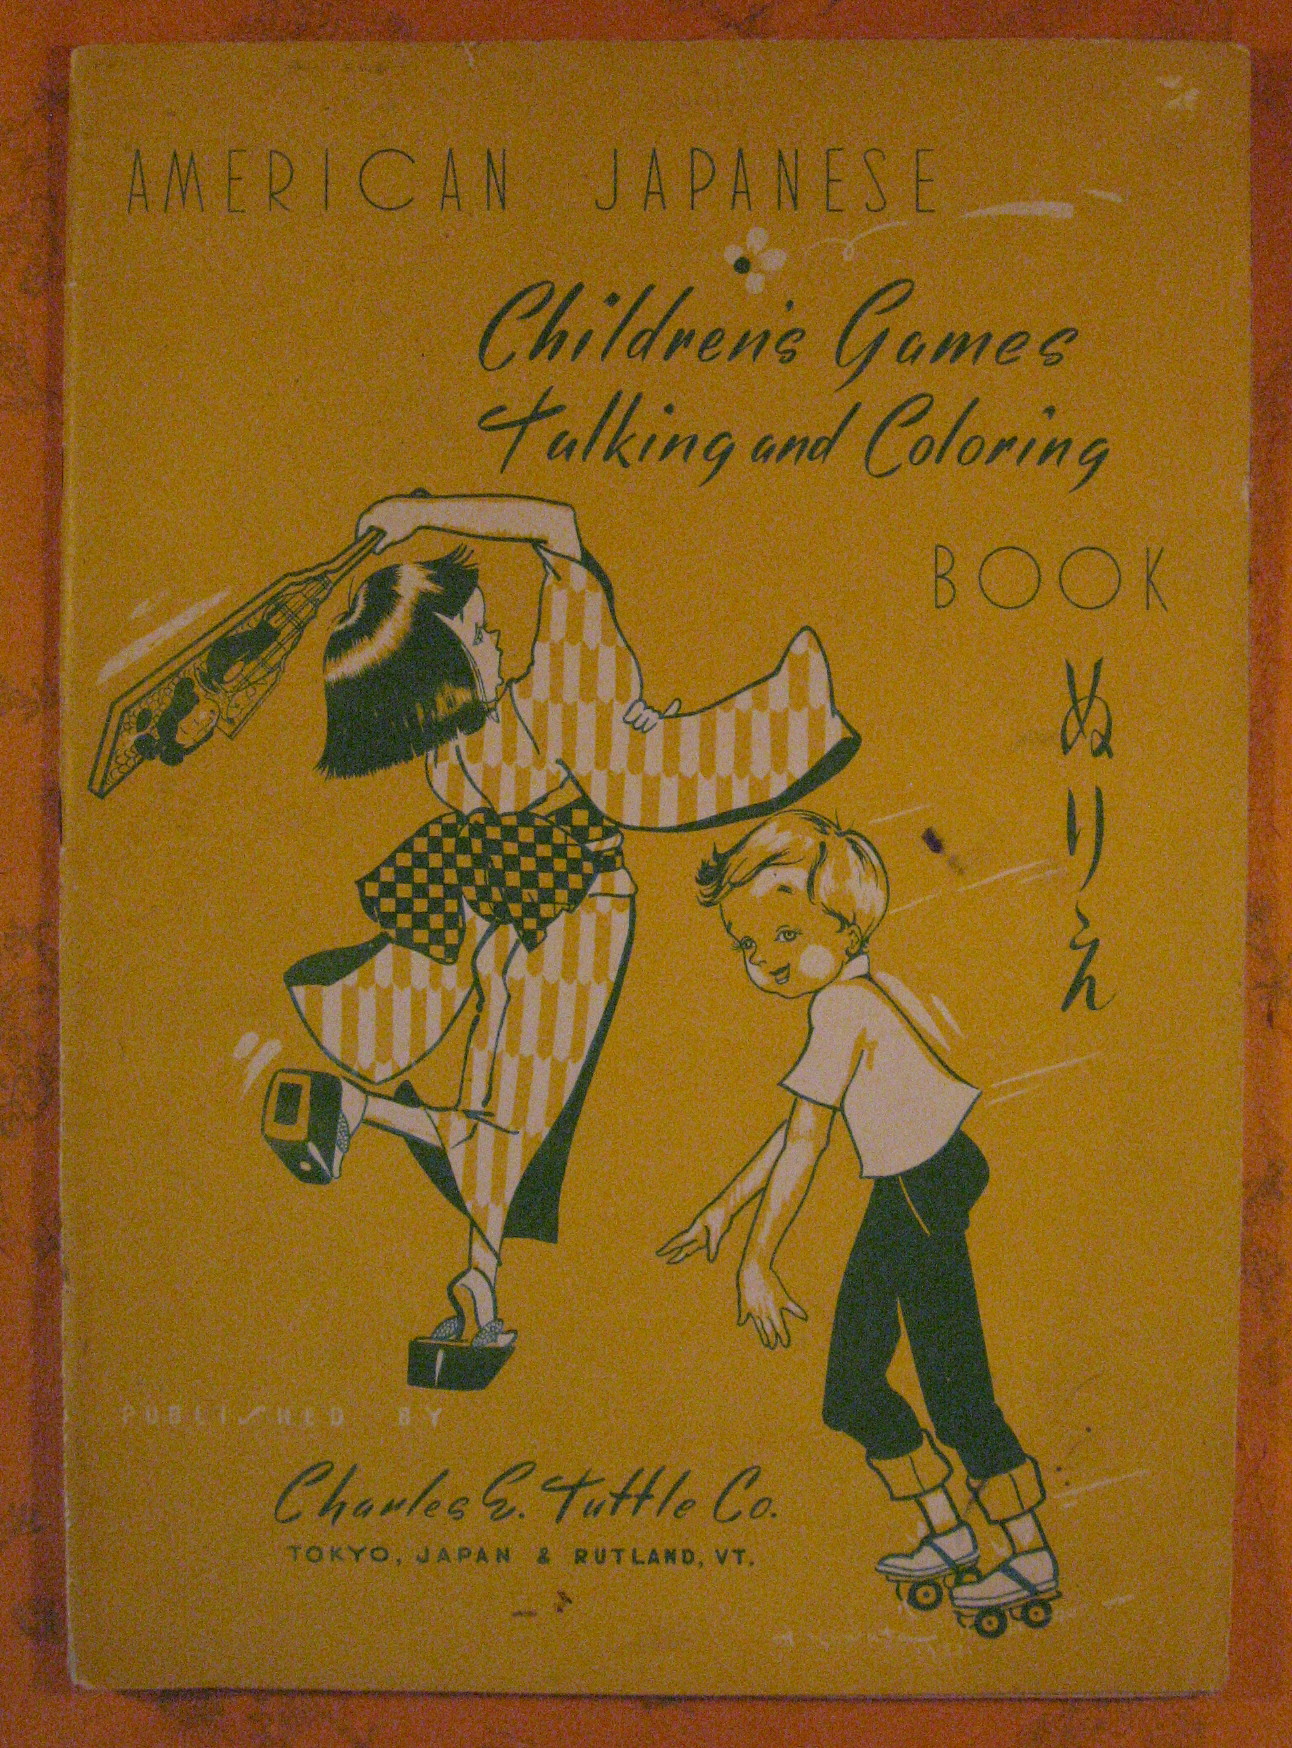 AMERICAN JAPANESE
Children's Games
Talking and Coloring
BOOK
ぬりえ
PUBLISHED BY
Charles E. Tuttle Co.
TOKYO, JAPAN & RUTLAND, VT.